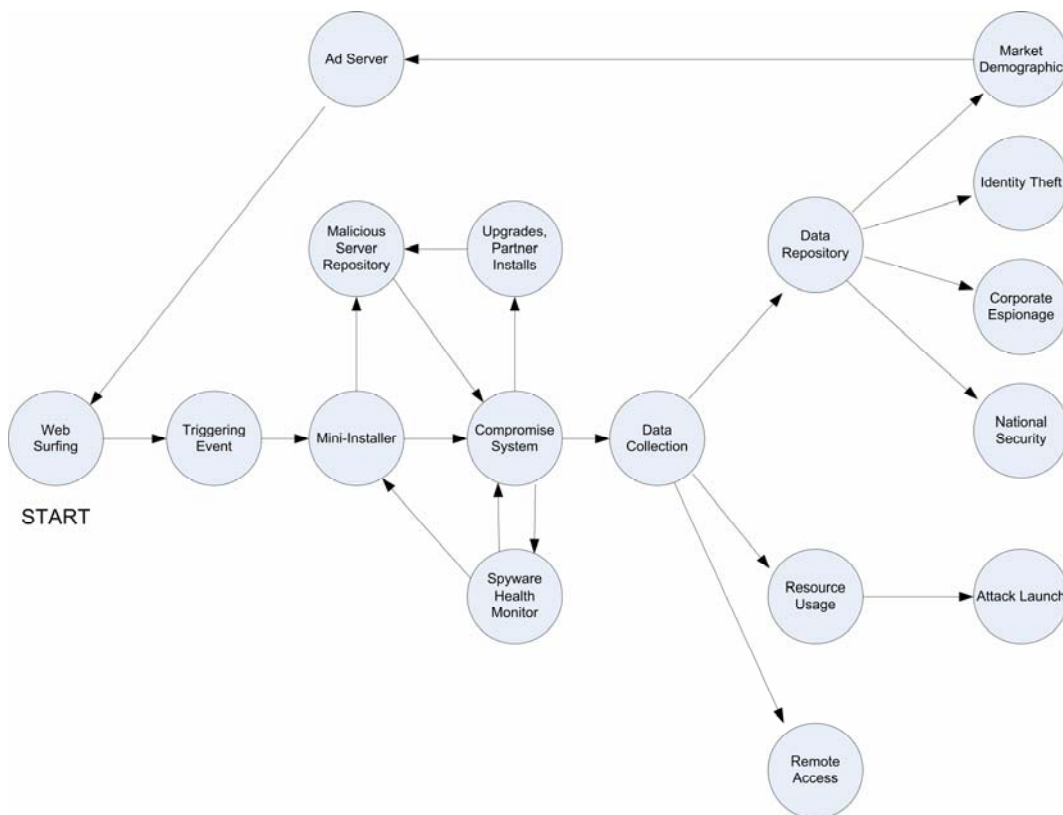 Ad Server
Market
Demographic
Identity Theft
Malicious
Server
Repository
Upgrades,
Partner
Installs
Data
Repository
Corporate
Espionage
Web
Surfing
Triggering
Event
Mini-Installer
Compromise
System
Data
Collection
National
Security
START
Spyware
Health
Monitor
Resource
Usage
Attack Launch
Remote
Access